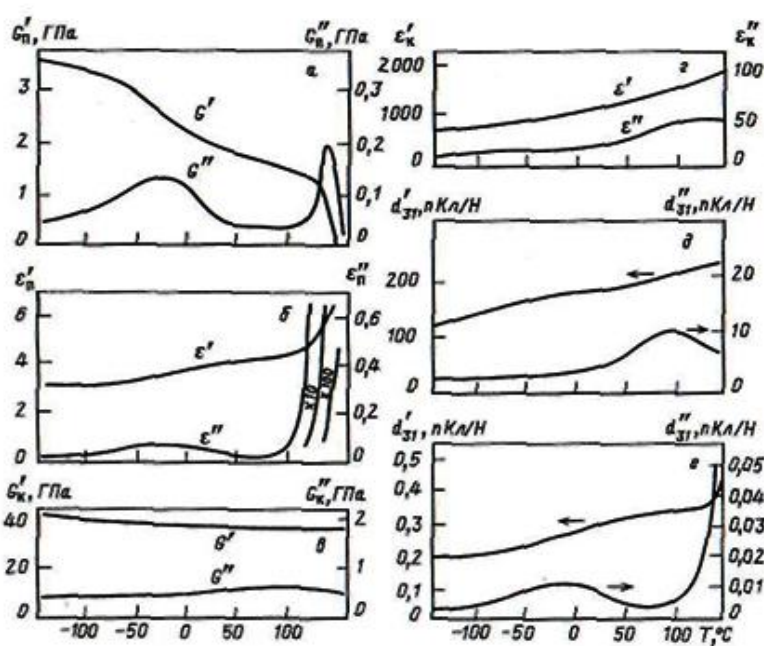 G'п, ГПа G"п, ГПа
а
3
2
1
0
0,3
0,2
0,1
0
G'
G"
ε'п ε"п
б
6
4
2
0
0,6
0,4
0,2
0
ε'
ε"
×10
×100
G'к, ГПа G"к, ГПа
в
40
20
0
2
1
0
G'
G"
-100 -50 0 50 100
ε'к ε"к
г
2000
1000
0
100
50
0
ε'
ε"
d'31, пКл/Н d"31, пКл/Н
д
200
100
0
20
10
0
d'31, пКл/Н d"31, пКл/Н
е
0,5
0,4
0,3
0,2
0,1
0
0,05
0,04
0,03
0,02
0,01
0
-100 -50 0 50 100 T,°C